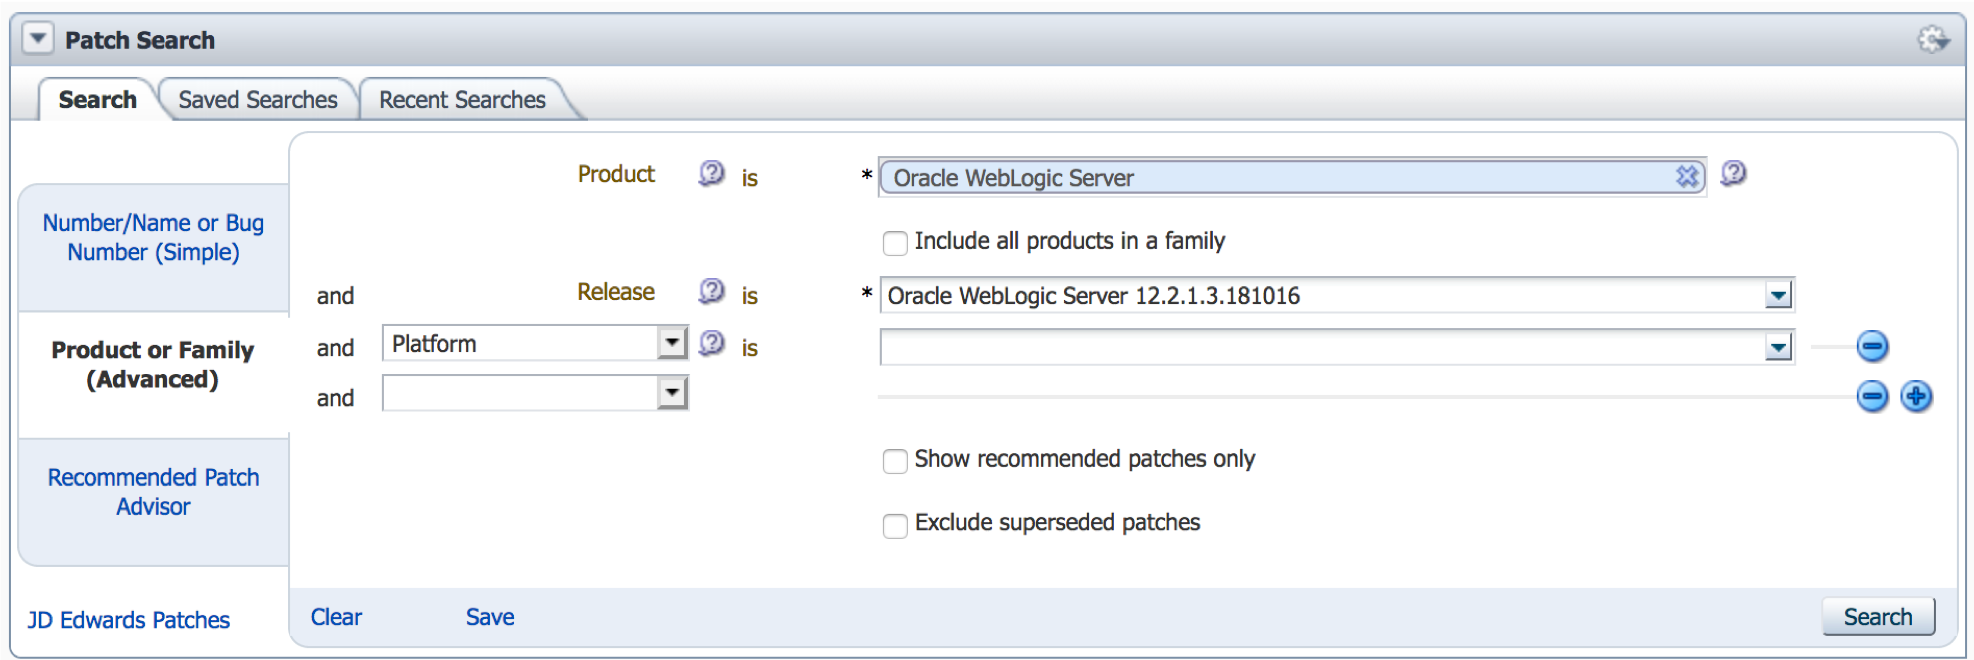 Patch Search
Search Saved Searches Recent Searches
Number/Name or Bug
Number (Simple)
Product or Family
(Advanced)
Recommended Patch
Advisor
JD Edwards Patches
Product ? is * Oracle WebLogic Server ?
Include all products in a family
and Release ? is * Oracle WebLogic Server 12.2.1.3.181016
and Platform ? is
and
Show recommended patches only
Exclude superseded patches
Clear Save Search